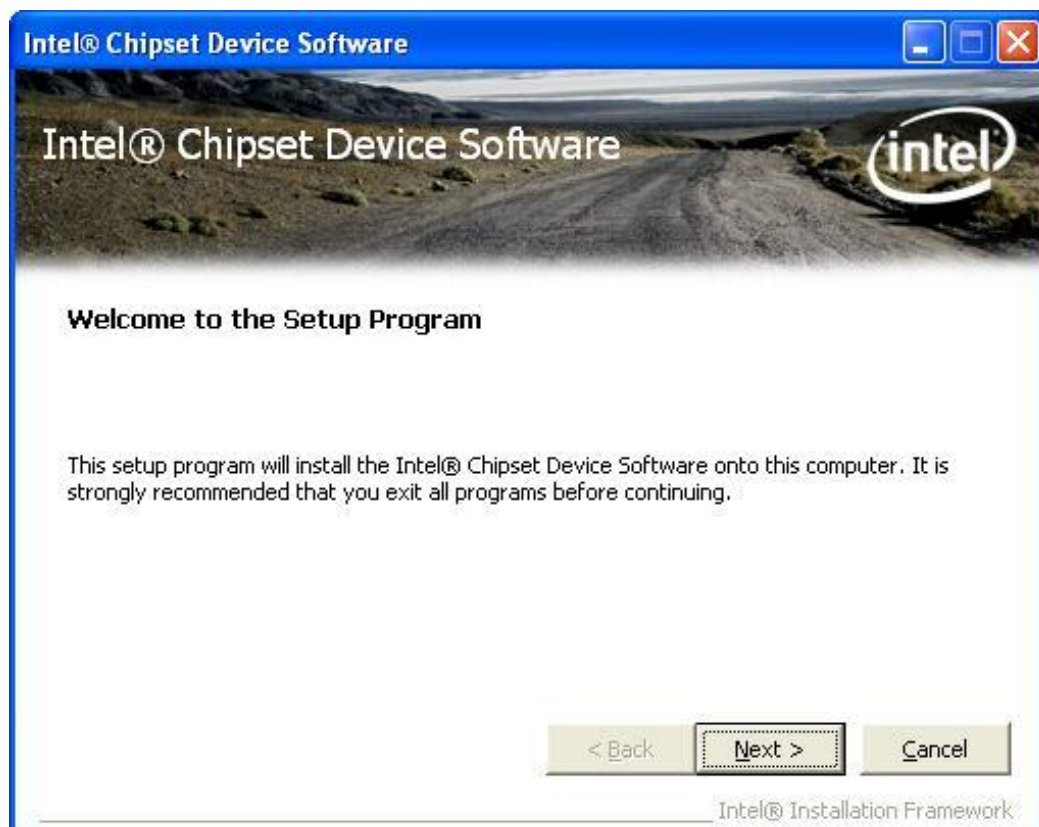 Intel® Chipset Device Software
Intel® Chipset Device Software
intel
Welcome to the Setup Program
This setup program will install the Intel® Chipset Device Software onto this computer. It is
strongly recommended that you exit all programs before continuing.
< Back Next > Cancel
Intel® Installation Framework